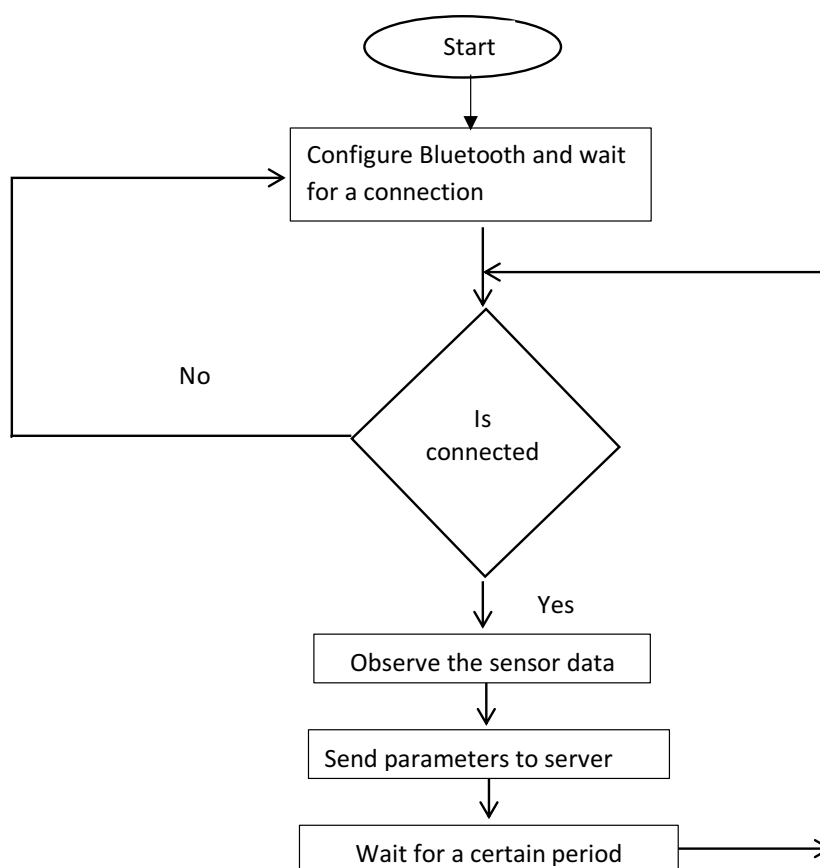 Start
Configure Bluetooth and wait
for a connection
No
Is
connected
Yes
Observe the sensor data
Send parameters to server
Wait for a certain period